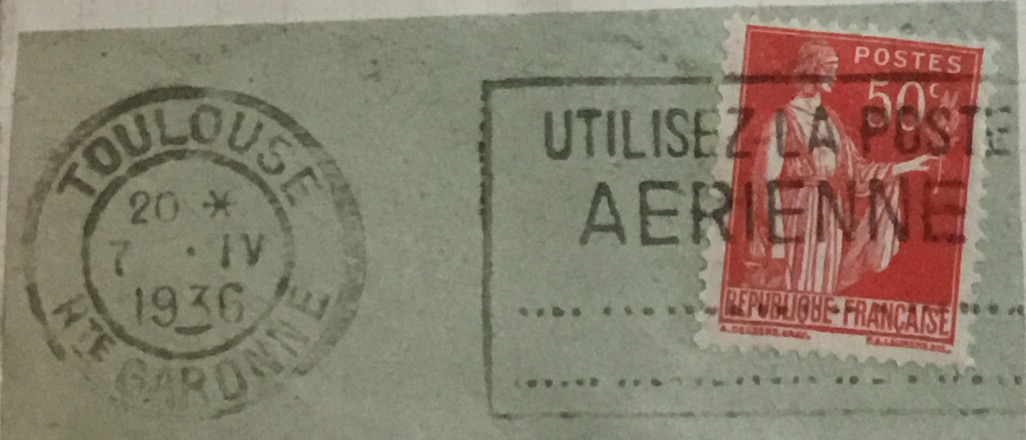 TOULOUSE
20 *
7 · IV
1936
HTE GARONNE
UTILISEZ LA POSTE
AERIENNE
POSTES
50c
REPUBLIQUE-FRANÇAISE